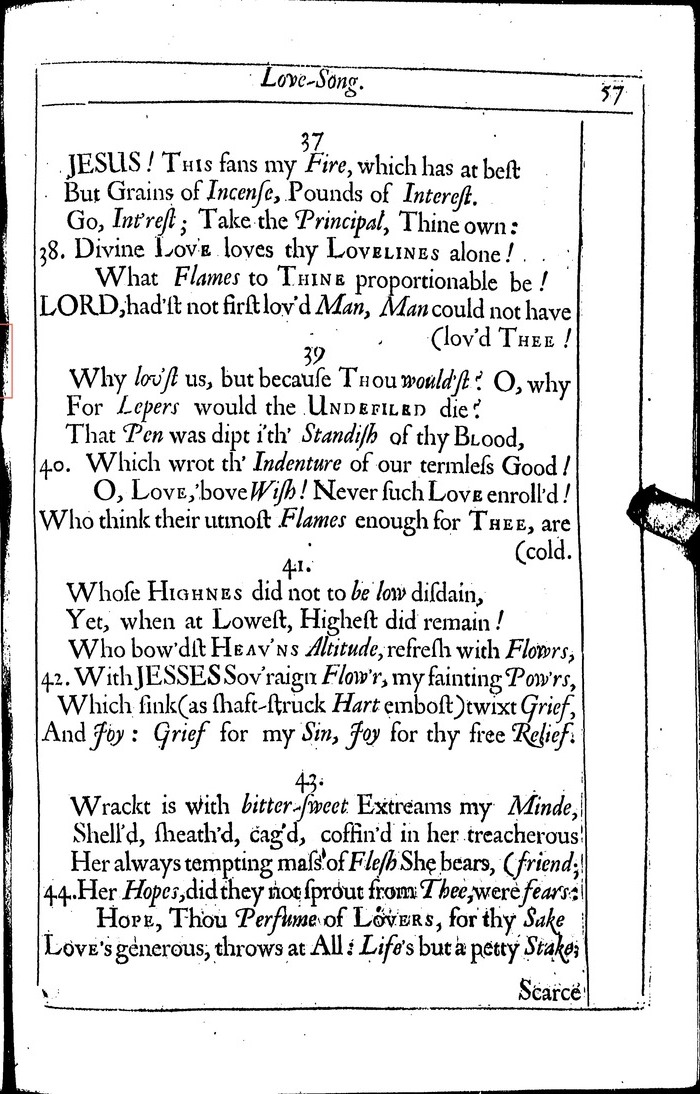 Love-Song.
57
37
JESUS! THIS fans my Fire, which has at beſt
But Grains of Incenſe, Pounds of Intereſt.
Go, Int'reſt; Take the Principal, Thine own:
38. Divine LOVE loves thy LOVELINES alone!
What Flames to THINE proportionable be!
LORD, had'ſt not firſt lov'd Man, Man could not have
(lov'd THEE!
39
Why lov'ſt us, but becauſe THOU would'ſt? O, why
For Lepers would the UNDEFILED die?
That Pen was dipt i'th' Standiſh of thy BLOOD,
40. Which wrot th' Indenture of our termleſs Good!
O, LOVE, 'bove Wiſh! Never ſuch LOVE enroll'd!
Who think their utmoſt Flames enough for THEE, are
(cold.
41.
Whoſe HIGHNES did not to be low diſdain,
Yet, when at Loweſt, Higheſt did remain!
Who bow'dſt HEAV'NS Altitude, refreſh with Flow'rs,
42. With JESSES Sov'raign Flow'r, my fainting Pow'rs,
Which ſink (as ſhaft-ſtruck Hart emboſt) twixt Grief,
And Joy: Grief for my Sin, Joy for thy free Relief.
43.
Wrackt is with bitter-ſweet Extreams my Minde,
Shell'd, ſheath'd, cag'd, coffin'd in her treacherous
Her always tempting maſs of Fleſh She bears, (friend;
44. Her Hopes, did they not ſprout from Thee, were fears:
HOPE, Thou Perfume of LOVERS, for thy Sake
LOVE's generous, throws at All: Life's but a petty Stake;
Scarce